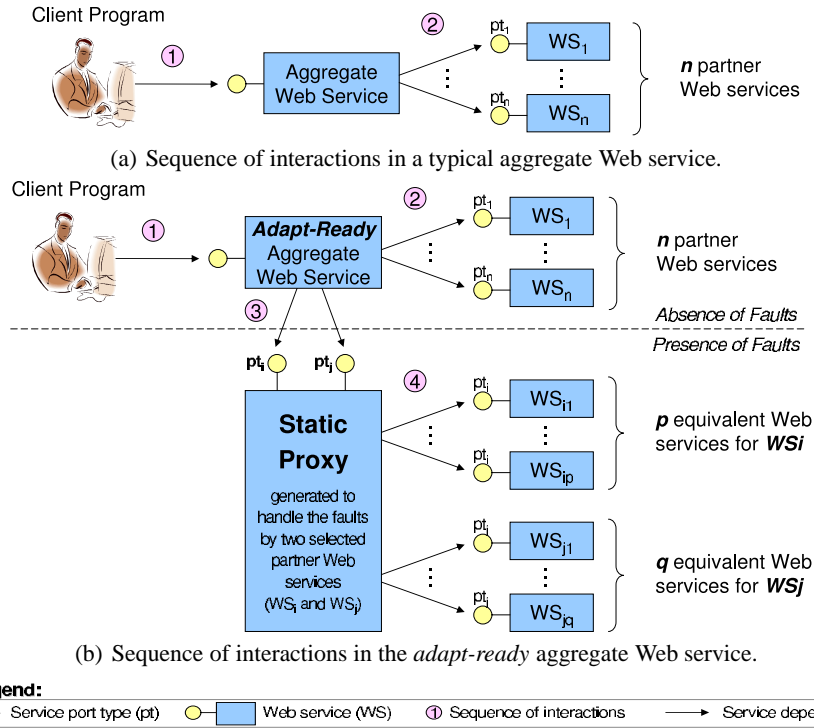 Client Program
1
2
Aggregate
Web Service
pt1
WS1
⋮
⋮
ptn
WSn
n partner
Web services
(a) Sequence of interactions in a typical aggregate Web service.
Client Program
1
2
Adapt-Ready
Aggregate
Web Service
pt1
WS1
⋮
⋮
ptn
WSn
n partner
Web services
3
Absence of Faults
Presence of Faults
pti
ptj
4
Static
Proxy
generated to
handle the faults
by two selected
partner Web
services
(WSi and WSj)
pti
WSi1
⋮
⋮
pti
WSip
p equivalent Web
services for WSi
ptj
WSj1
⋮
⋮
ptj
WSjq
q equivalent Web
services for WSj
(b) Sequence of interactions in the adapt-ready aggregate Web service.
gend:
Service port type (pt)
Web service (WS)
1 Sequence of interactions
Service depe